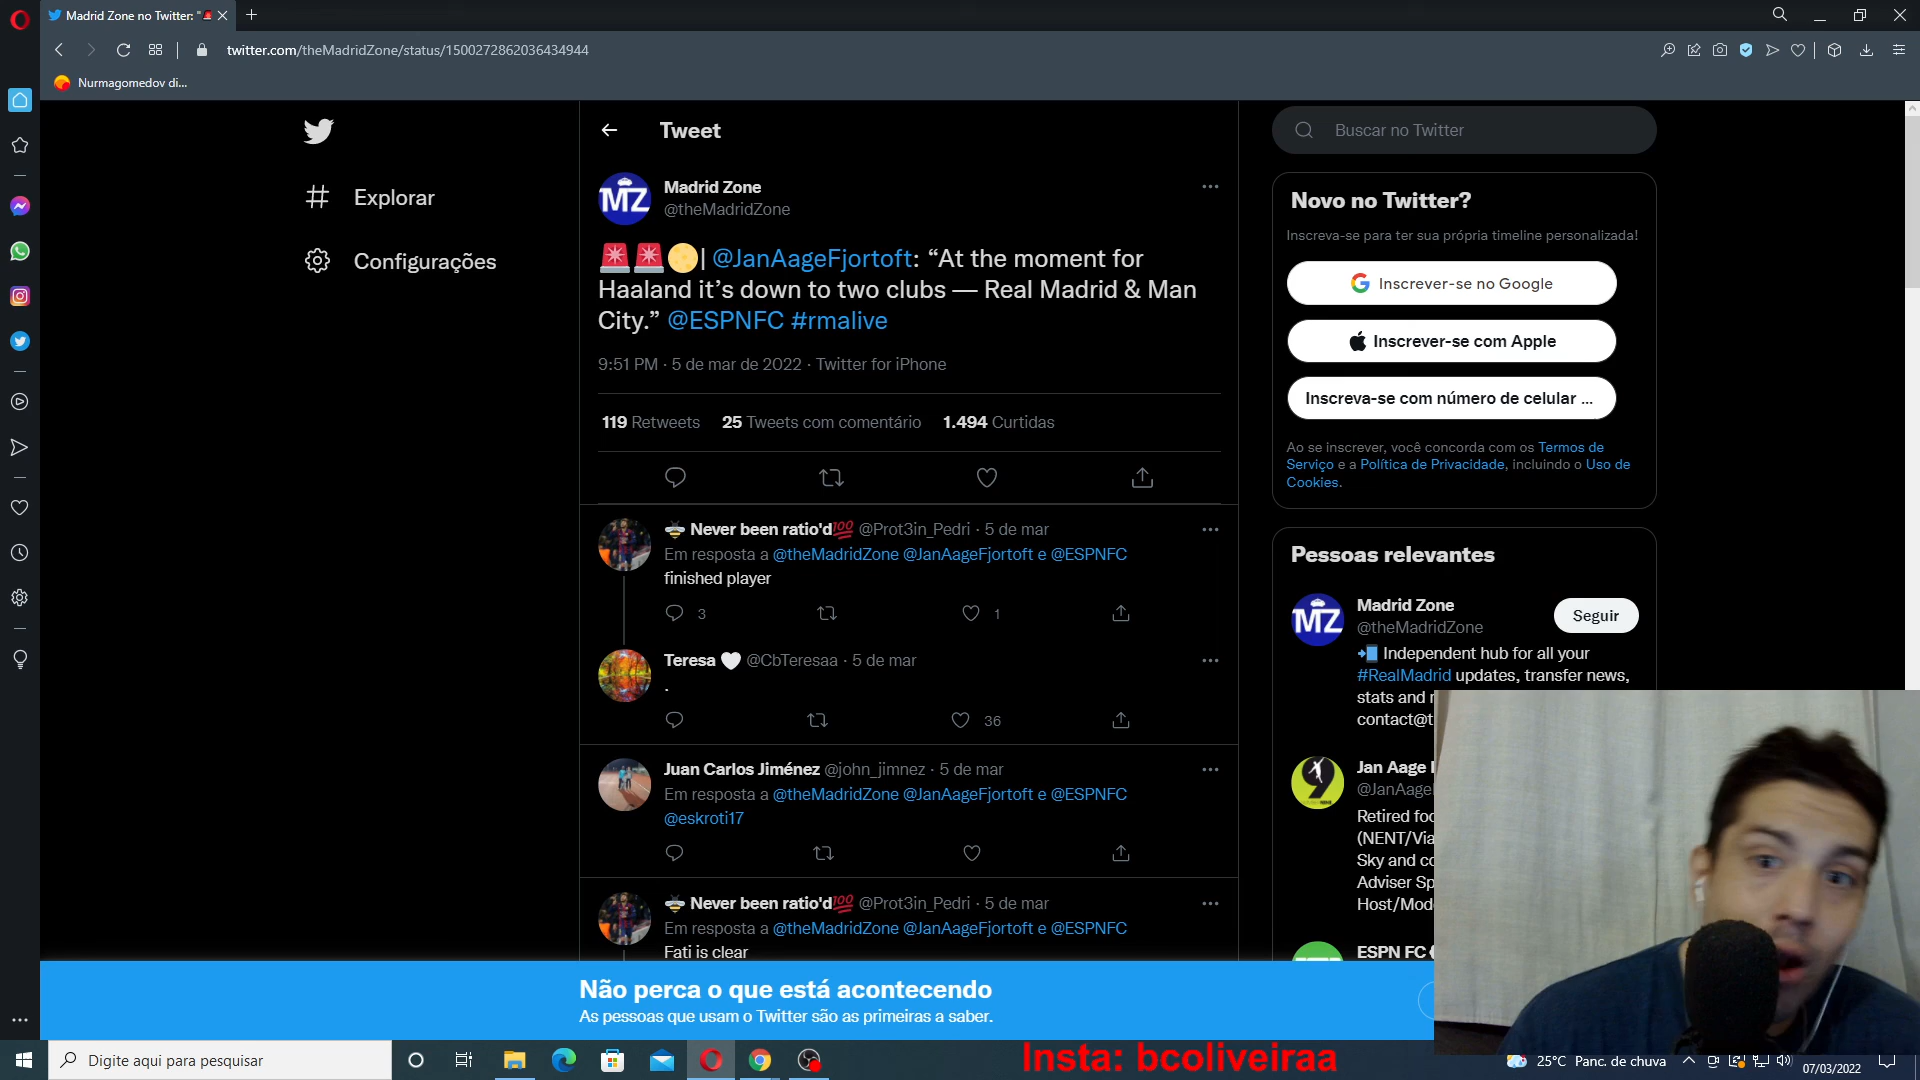 Madrid Zone no Twitter: "
twitter.com/theMadridZone/status/1500272862036434944
Nurmagomedov di...
Explorar
Configurações
Tweet
MZ
Madrid Zone
@theMadridZone
| @JanAageFjortoft: “At the moment for
Haaland it’s down to two clubs — Real Madrid & Man
City.” @ESPNFC #rmalive
9:51 PM · 5 de mar de 2022 · Twitter for iPhone
119 Retweets 25 Tweets com comentário 1.494 Curtidas
Never been ratio'd💯 @Prot3in_Pedri · 5 de mar
Em resposta a @theMadridZone @JanAageFjortoft e @ESPNFC
finished player
3
1
Teresa 🤍 @CbTeresaa · 5 de mar
.
36
Juan Carlos Jiménez @john_jimnez · 5 de mar
Em resposta a @theMadridZone @JanAageFjortoft e @ESPNFC
@eskroti17
Never been ratio'd💯 @Prot3in_Pedri · 5 de mar
Em resposta a @theMadridZone @JanAageFjortoft e @ESPNFC
Fati is clear
Buscar no Twitter
Novo no Twitter?
Inscreva-se para ter sua própria timeline personalizada!
Inscrever-se no Google
Inscrever-se com Apple
Inscreva-se com número de celular ...
Ao se inscrever, você concorda com os Termos de
Serviço e a Política de Privacidade, incluindo o Uso de
Cookies.
Pessoas relevantes
MZ
Madrid Zone
@theMadridZone
Seguir
Independent hub for all your
#RealMadrid updates, transfer news,
stats and
contact@t
Jan Aage
@JanAage
9
Retired foo
(NENT/Via
Sky and co
Adviser Sp
Host/Mod
ESPN FC
Não perca o que está acontecendo
As pessoas que usam o Twitter são as primeiras a saber.
Digite aqui para pesquisar
Insta: bcoliveiraa
25°C Panc. de chuva
07/03/2022